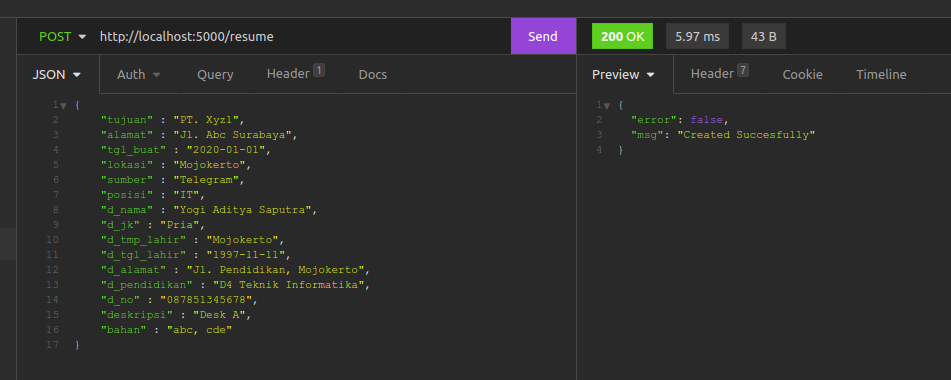 POST http://localhost:5000/resume Send
200 OK 5.97 ms 43 B
JSON Auth Query Header 1 Docs
Preview Header 7 Cookie Timeline
1 {
2 "tujuan" : "PT. Xyz1",
3 "alamat" : "Jl. Abc Surabaya",
4 "tgl_buat" : "2020-01-01",
5 "lokasi" : "Mojokerto",
6 "sumber" : "Telegram",
7 "posisi" : "IT",
8 "d_nama" : "Yogi Aditya Saputra",
9 "d_jk" : "Pria",
10 "d_tmp_lahir" : "Mojokerto",
11 "d_tgl_lahir" : "1997-11-11",
12 "d_alamat" : "Jl. Pendidikan, Mojokerto",
13 "d_pendidikan" : "D4 Teknik Informatika",
14 "d_no" : "087851345678",
15 "deskripsi" : "Desk A",
16 "bahan" : "abc, cde"
17 }
1 {
2 "error": false,
3 "msg": "Created Succesfully"
4 }